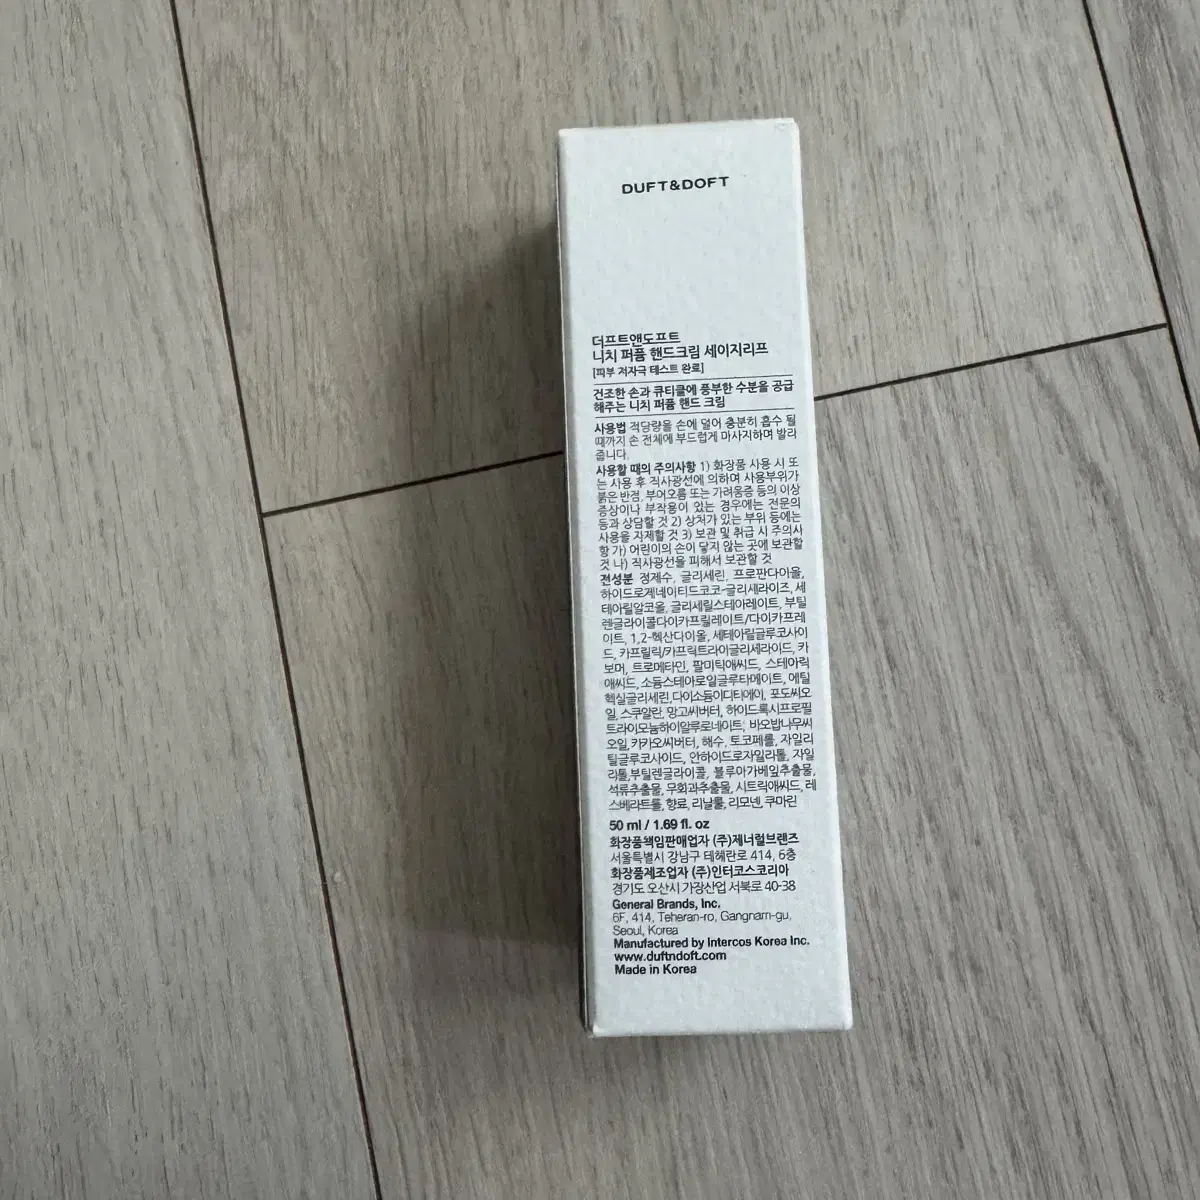 DUFT&DOFT
더프트앤도프트
니치 퍼퓸 핸드크림 세이지리프
[피부 저자극 테스트 완료]
건조한 손과 큐티클에 풍부한 수분을 공급
해주는 니치 퍼퓸 핸드 크림
사용법 적당량을 손에 덜어 충분히 흡수 될
때까지 손 전체에 부드럽게 마사지하며 발라
줍니다.
사용할 때의 주의사항 1) 화장품 사용 시 또
는 사용 후 직사광선에 의하여 사용부위가
붉은 반점, 부어오름 또는 가려움증 등의 이상
증상이나 부작용이 있는 경우에는 전문의
등과 상담할 것 2) 상처가 있는 부위 등에는
사용을 자제할 것 3) 보관 및 취급 시 주의사
항 가) 어린이의 손이 닿지 않는 곳에 보관할
것 나) 직사광선을 피해서 보관할 것
전성분 정제수, 글리세린, 프로판다이올,
하이드로제네이티드코코-글리세라이즈, 세
테아릴알코올, 글리세릴스테아레이트, 부틸
렌글라이콜다이카프릴레이트/다이카프레
이트, 1,2-헥산다이올, 세테아릴글루코사이
드, 카프릴릭/카프릭트라이글리세라이드, 카
보머, 트로메타민, 팔미틱애씨드, 스테아릭
애씨드, 소듐스테아로일글루타메이트, 에틸
헥실글리세린, 다이소듐이디티에이, 포도씨오
일, 스쿠알란, 망고씨버터, 하이드록시프로필
트라이모늄하이알루로네이트, 바오밥나무씨
오일, 카카오씨버터, 해수, 토코페롤, 자일리
틸글루코사이드, 안하이드로자일리톨, 자일
리톨,부틸렌글라이콜, 블루아가베잎추출물,
석류추출물, 무화과추출물, 시트릭애씨드, 레
스베라트롤, 향료, 리날룰, 리모넨, 쿠마린
50 ml / 1.69 fl. oz
화장품책임판매업자 (주)제너럴브랜즈
서울특별시 강남구 테헤란로 414, 6층
화장품제조업자 (주)인터코스코리아
경기도 오산시 가장산업 서북로 40-38
General Brands, Inc.
6F, 414, Teheran-ro, Gangnam-gu,
Seoul, Korea
Manufactured by Intercos Korea Inc.
www.duftndoft.com
Made in Korea